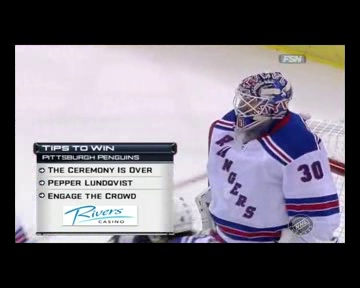 FSN
TIPS TO WIN
PITTSBURGH PENGUINS
THE CEREMONY IS OVER
PEPPER LUNDQVIST
ENGAGE THE CROWD
Rivers
CASINO
RANGERS
30